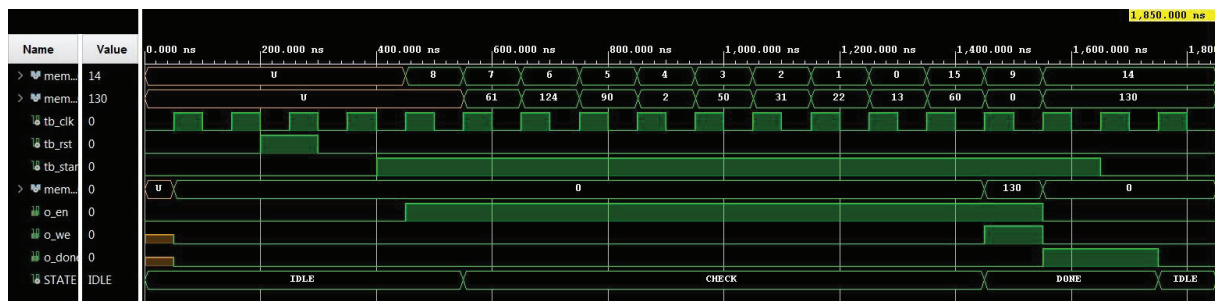 1,850.000 ns
Name Value 0.000 ns 200.000 ns 400.000 ns 600.000 ns 800.000 ns 1,000.000 ns 1,200.000 ns 1,400.000 ns 1,600.000 ns 1,80
> mem... 14 U 8 7 6 5 4 3 2 1 0 15 9 14
> mem... 130 U 61 124 90 2 50 31 22 13 60 0 130
tb_clk 0
tb_rst 0
tb_star 0
> mem... 0 U 0 130 0
o_en 0
o_we 0
o_done 0
STATE IDLE IDLE CHECK DONE IDLE